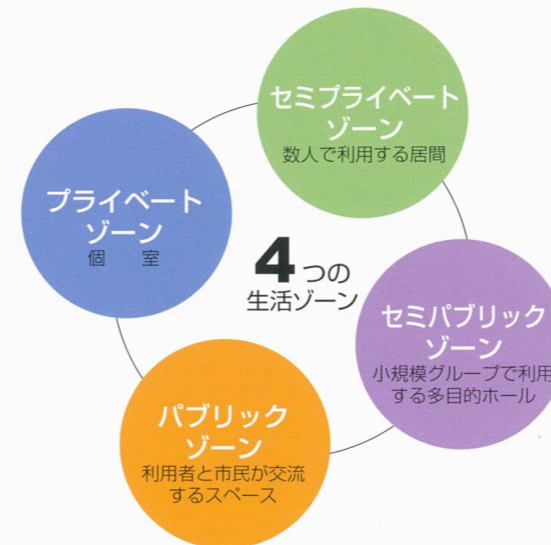 4つの
生活ゾーン
プライベート
ゾーン
個　室
セミプライベート
ゾーン
数人で利用する居間
セミパブリック
ゾーン
小規模グループで利用
する多目的ホール
パブリック
ゾーン
利用者と市民が交流
するスペース